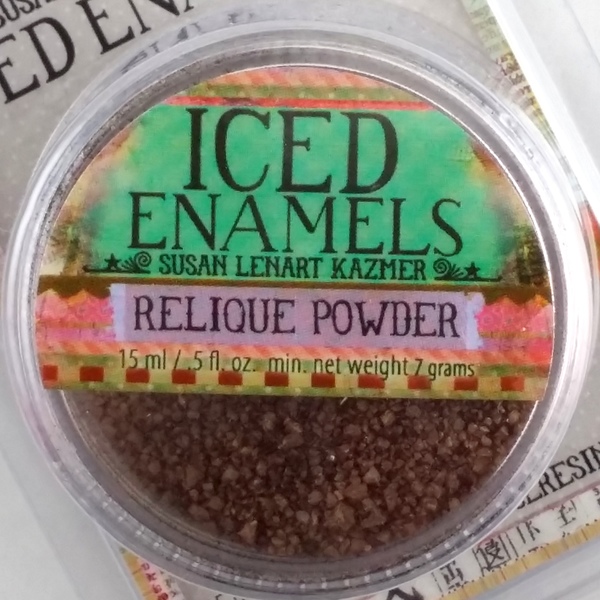 ED EN
ICED
ENAMELS
SUSAN LENART KAZMER
RELIQUE POWDER
15 ml / .5 fl. oz. min. net weight 7 grams